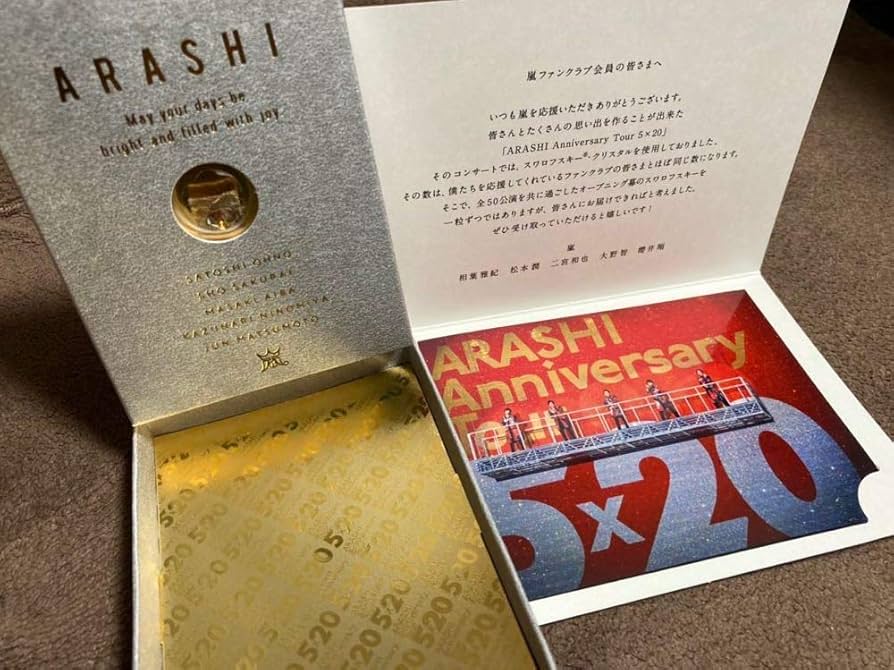 ARASHI
May your days be
bright and filled with joy
SATOSHI OHNO
SHO SAKURAI
MASAKI AIBA
KAZUNARI NINOMIYA
JUN MATSUMOTO
嵐
嵐ファンクラブ会員の皆さまへ
いつも嵐を応援いただきありがとうございます。
皆さんとたくさんの思い出を作ることが出来た
「ARASHI Anniversary Tour 5×20」
そのコンサートでは、スワロフスキー®・クリスタルを使用しておりました。
その数は、僕たちを応援してくれているファンクラブの皆さまとほぼ同じ数になります。
そこで、全50公演を共に過ごしたオープニング幕のスワロフスキーを
一粒ずつではありますが、皆さんにお届けできればと考えました。
ぜひ受け取っていただけると嬉しいです!
嵐
相葉雅紀 松本潤 二宮和也 大野智 櫻井翔
ARASHI
Anniversary
Tour
5x20
5×20 5×20 5×20